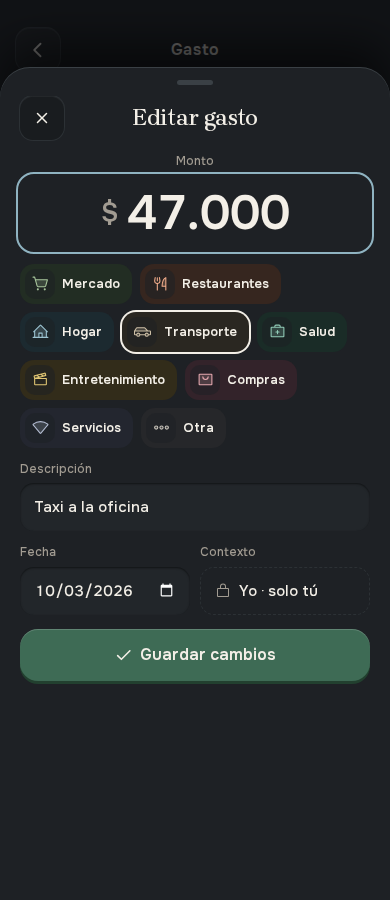 Gasto
Editar gasto
Monto
$ 47.000
Mercado
Restaurantes
Hogar
Transporte
Salud
Entretenimiento
Compras
Servicios
Otra
Descripción
Taxi a la oficina
Fecha
Contexto
10/03/2026
Yo · solo tú
Guardar cambios